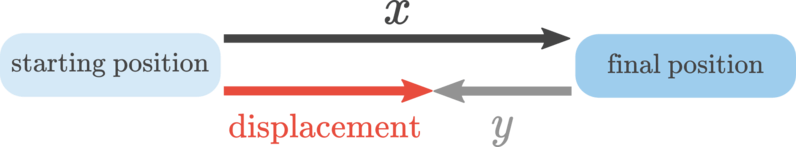 x
starting position
final position
displacement
y